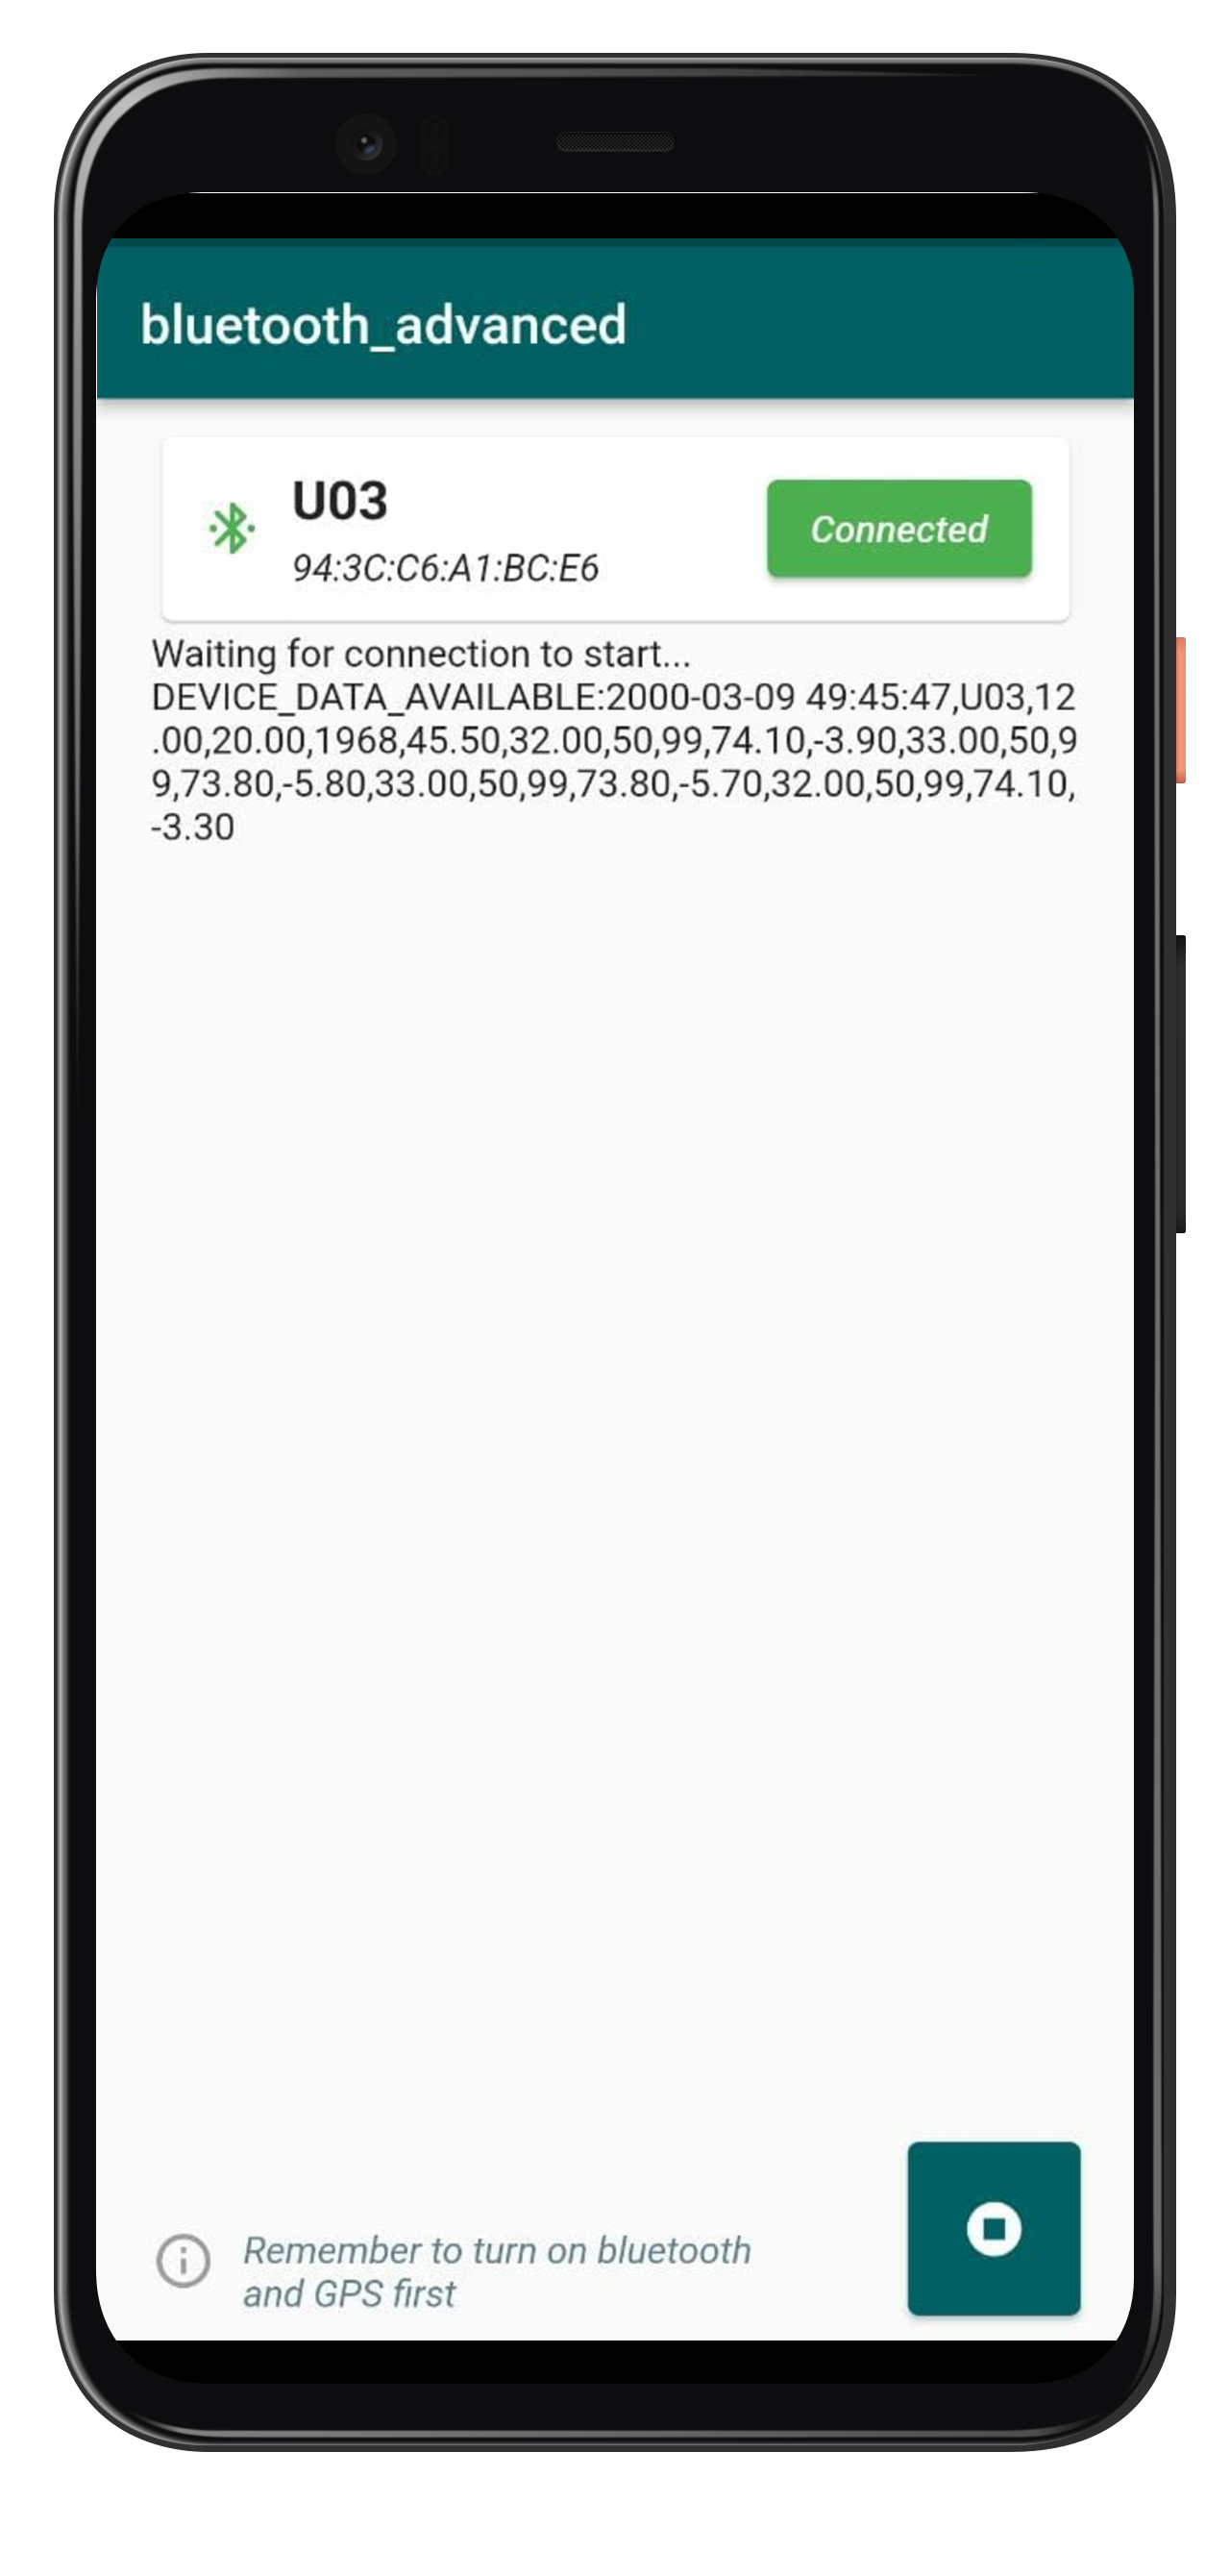 bluetooth_advanced
U03
94:3C:C6:A1:BC:E6
Connected
Waiting for connection to start...
DEVICE_DATA_AVAILABLE:2000-03-09 49:45:47,U03,12
.00,20.00,1968,45.50,32.00,50,99,74.10,-3.90,33.00,50,9
9,73.80,-5.80,33.00,50,99,73.80,-5.70,32.00,50,99,74.10,
-3.30
Remember to turn on bluetooth
and GPS first